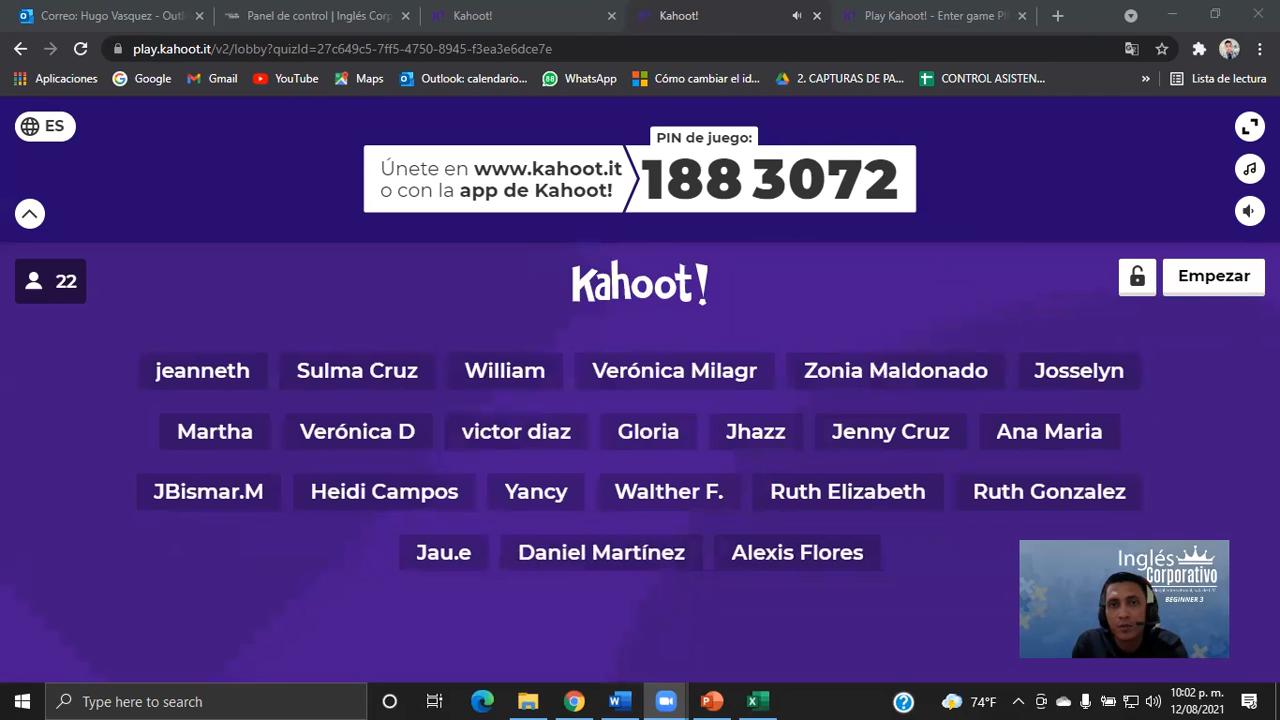 Correo: Hugo Vasquez - Outl
Panel de control | Inglés Corp
Kahoot!
Kahoot!
Play Kahoot! - Enter game P
play.kahoot.it/v2/lobby?quizId=27c649c5-7ff5-4750-8945-f3ea3e6dce7e
Aplicaciones
Google
Gmail
YouTube
Maps
Outlook: calendario...
88
WhatsApp
Cómo cambiar el id...
2. CAPTURAS DE PA...
CONTROL ASISTEN...
»
Lista de lectura
ES
PIN de juego:
Únete en www.kahoot.it
o con la app de Kahoot!
188 3072
22
Kahoot!
Empezar
jeanneth
Sulma Cruz
William
Verónica Milagr
Zonia Maldonado
Josselyn
Martha
Verónica D
victor diaz
Gloria
Jhazz
Jenny Cruz
Ana Maria
JBismar.M
Heidi Campos
Yancy
Walther F.
Ruth Elizabeth
Ruth Gonzalez
Jau.e
Daniel Martínez
Alexis Flores
Inglés
Corporativo
BEGINNER 3
Type here to search
74°F
10:02 p. m.
12/08/2021